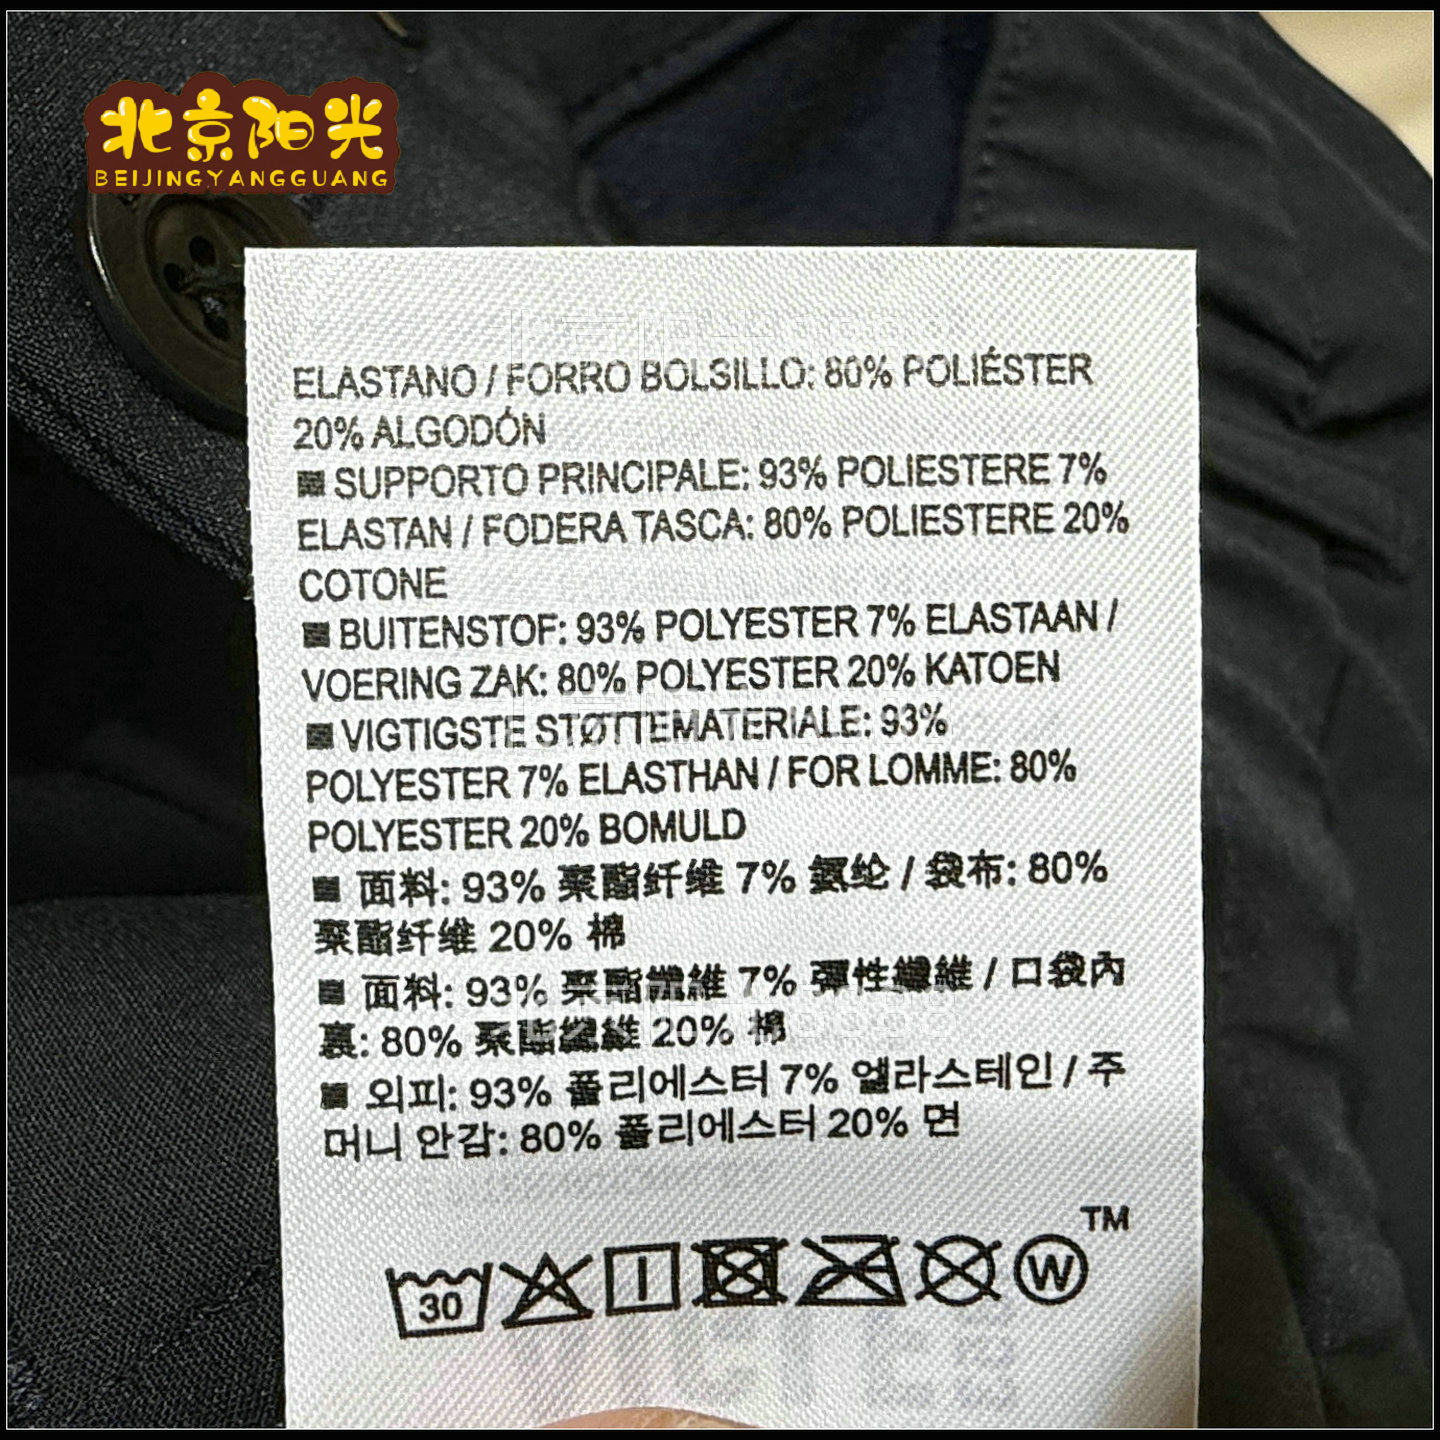 北京阳光
BEIJINGYANGGUANG
ELASTANO / FORRO BOLSILLO: 80% POLIÉSTER
20% ALGODÓN
■ SUPPORTO PRINCIPALE: 93% POLIESTERE 7%
ELASTAN / FODERA TASCA: 80% POLIESTERE 20%
COTONE
■ BUITENSTOF: 93% POLYESTER 7% ELASTAAN /
VOERING ZAK: 80% POLYESTER 20% KATOEN
■ VIGTIGSTE STØTTEMATERIALE: 93%
POLYESTER 7% ELASTHAN / FOR LOMME: 80%
POLYESTER 20% BOMULD
■ 面料: 93% 聚酯纤维 7% 氨纶 / 袋布: 80%
聚酯纤维 20% 棉
■ 面料: 93% 聚酯纖維 7% 彈性纖維 / 口袋內
裏: 80% 聚酯纖維 20% 棉
■ 외피: 93% 폴리에스터 7% 엘라스테인 / 주
머니 안감: 80% 폴리에스터 20% 면
TM
30 W